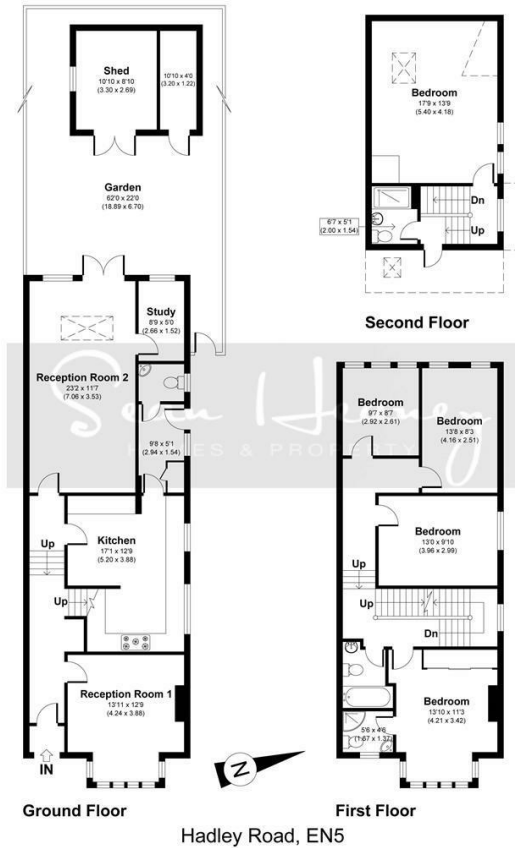 Shed
10'10 x 8'10
(3.30 x 2.69)
10'10 x 4'0
(3.20 x 1.22)
Garden
62'0 x 22'0
(18.89 x 6.70)
Study
8'9 x 5'0
(2.66 x 1.52)
Reception Room 2
23'2 x 11'7
(7.06 x 3.53)
9'8 x 5'1
(2.94 x 1.54)
Up
Kitchen
17'1 x 12'9
(5.20 x 3.88)
Up
Reception Room 1
13'11 x 12'9
(4.24 x 3.88)
IN
N
Ground Floor
Bedroom
17'9 x 13'9
(5.40 x 4.18)
6'7 x 5'1
(2.00 x 1.54)
Dn
Up
Second Floor
Bedroom
9'7 x 8'7
(2.92 x 2.61)
Bedroom
13'8 x 8'3
(4.16 x 2.51)
Bedroom
13'0 x 9'10
(3.96 x 2.99)
Up
Up
Dn
Bedroom
13'10 x 11'3
(4.21 x 3.42)
5'6 x 4'6
(1.67 x 1.37)
First Floor
Sean Heaney
HOMES & PROPERTY
Hadley Road, EN5